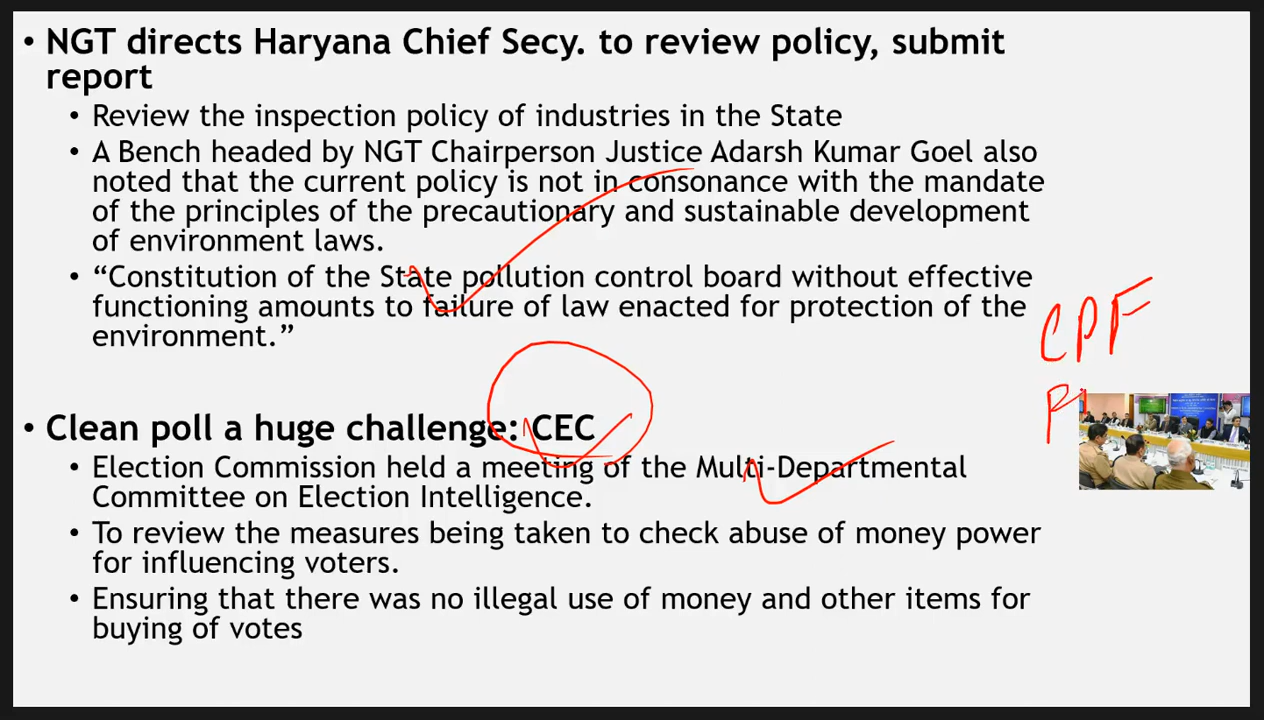 • NGT directs Haryana Chief Secy. to review policy, submit
report
• Review the inspection policy of industries in the State
• A Bench headed by NGT Chairperson Justice Adarsh Kumar Goel also
noted that the current policy is not in consonance with the mandate
of the principles of the precautionary and sustainable development
of environment laws.
• “Constitution of the State pollution control board without effective
functioning amounts to failure of law enacted for protection of the
environment.”
CPF
• Clean poll a huge challenge: CEC
• Election Commission held a meeting of the Multi-Departmental
Committee on Election Intelligence.
• To review the measures being taken to check abuse of money power
for influencing voters.
• Ensuring that there was no illegal use of money and other items for
buying of votes